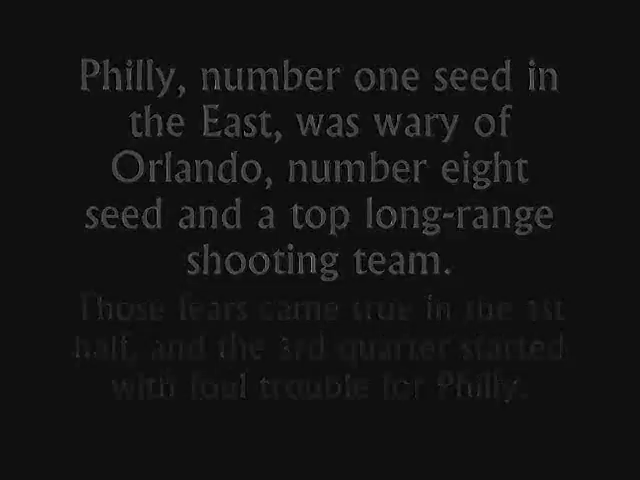 Philly, number one seed in
the East, was wary of
Orlando, number eight
seed and a top long-range
shooting team.
Those fears came true in the 1st
half, and the 3rd quarter started
with foul trouble for Philly.